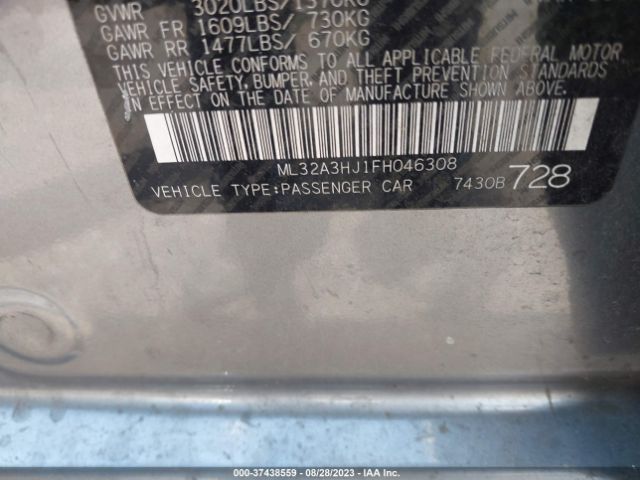 GVWR 3020LBS/1370KG
GAWR FR 1609LBS/ 730KG
GAWR RR 1477LBS/ 670KG
THIS VEHICLE CONFORMS TO ALL APPLICABLE FEDERAL MOTOR
VEHICLE SAFETY, BUMPER, AND THEFT PREVENTION STANDARDS
IN EFFECT ON THE DATE OF MANUFACTURE SHOWN ABOVE.
ML32A3HJ1FH046308
VEHICLE TYPE:PASSENGER CAR 7430B 728
000-37438559 // 08/28/2023 // IAA Inc.